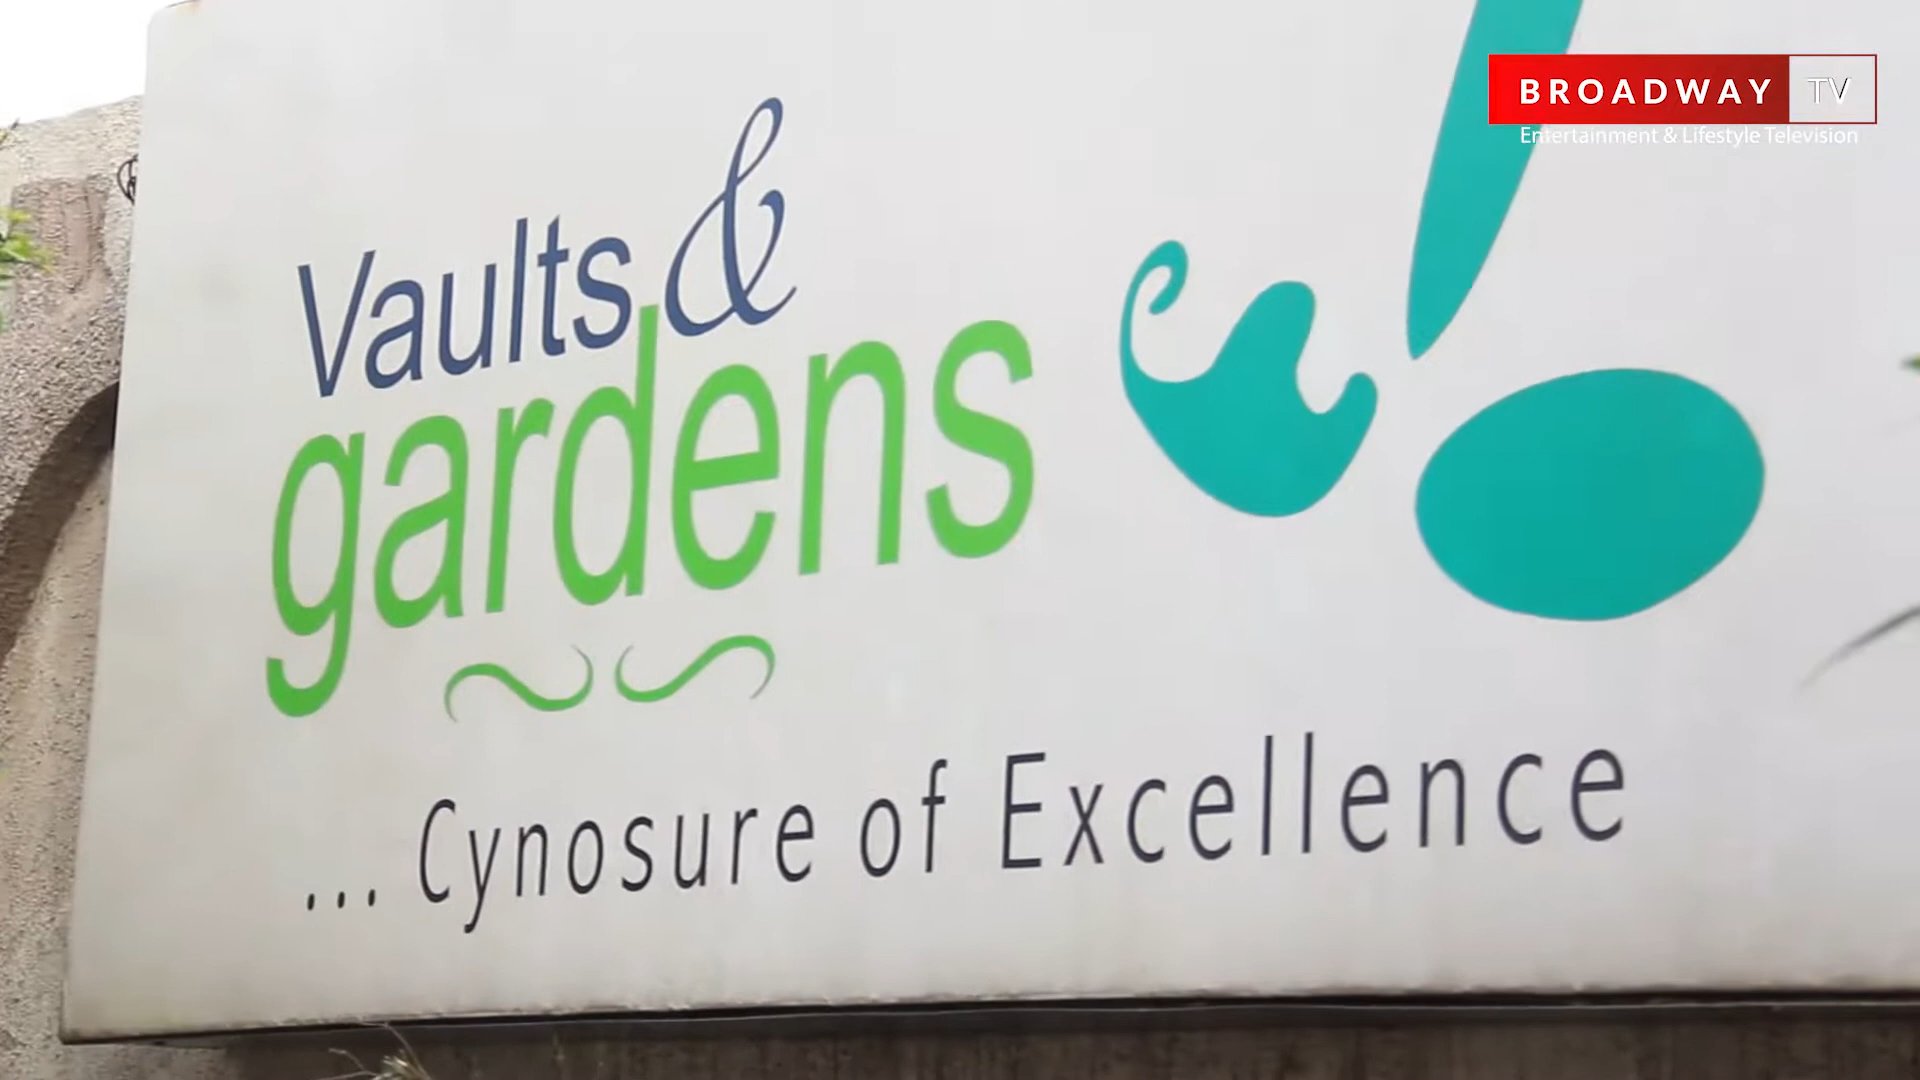 BROADWAY TV
Entertainment & Lifestyle Television
Vaults &
gardens
... Cynosure of Excellence